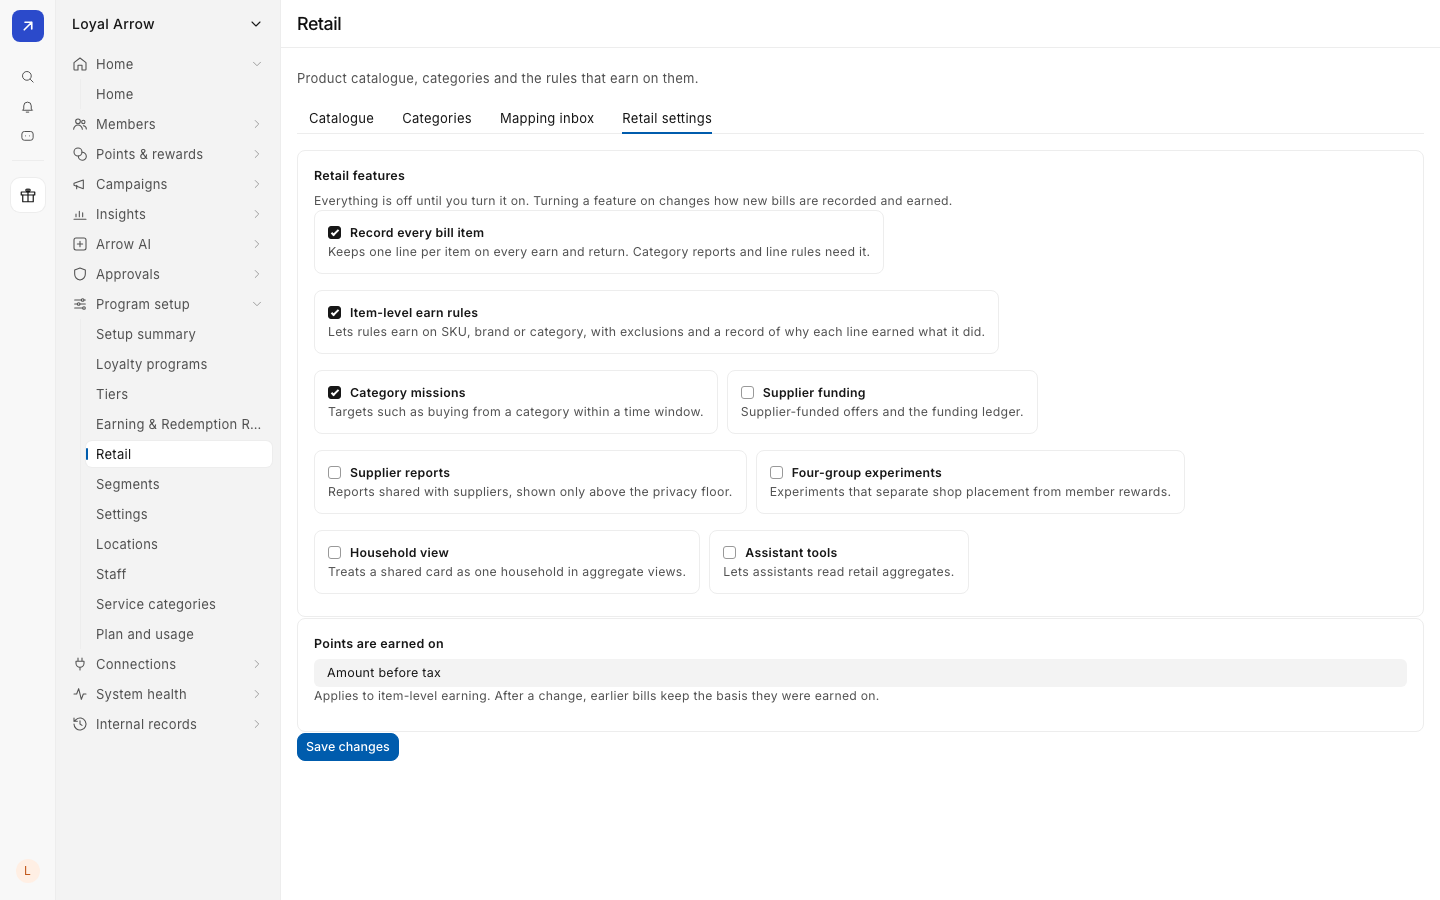 Loyal Arrow
Home
Home
Members
Points & rewards
Campaigns
Insights
Arrow AI
Approvals
Program setup
Setup summary
Loyalty programs
Tiers
Earning & Redemption R...
Retail
Segments
Settings
Locations
Staff
Service categories
Plan and usage
Connections
System health
Internal records
L
Retail
Product catalogue, categories and the rules that earn on them.
Catalogue
Categories
Mapping inbox
Retail settings
Retail features
Everything is off until you turn it on. Turning a feature on changes how new bills are recorded and earned.
Record every bill item
Keeps one line per item on every earn and return. Category reports and line rules need it.
Item-level earn rules
Lets rules earn on SKU, brand or category, with exclusions and a record of why each line earned what it did.
Category missions
Targets such as buying from a category within a time window.
Supplier funding
Supplier-funded offers and the funding ledger.
Supplier reports
Reports shared with suppliers, shown only above the privacy floor.
Four-group experiments
Experiments that separate shop placement from member rewards.
Household view
Treats a shared card as one household in aggregate views.
Assistant tools
Lets assistants read retail aggregates.
Points are earned on
Amount before tax
Applies to item-level earning. After a change, earlier bills keep the basis they were earned on.
Save changes